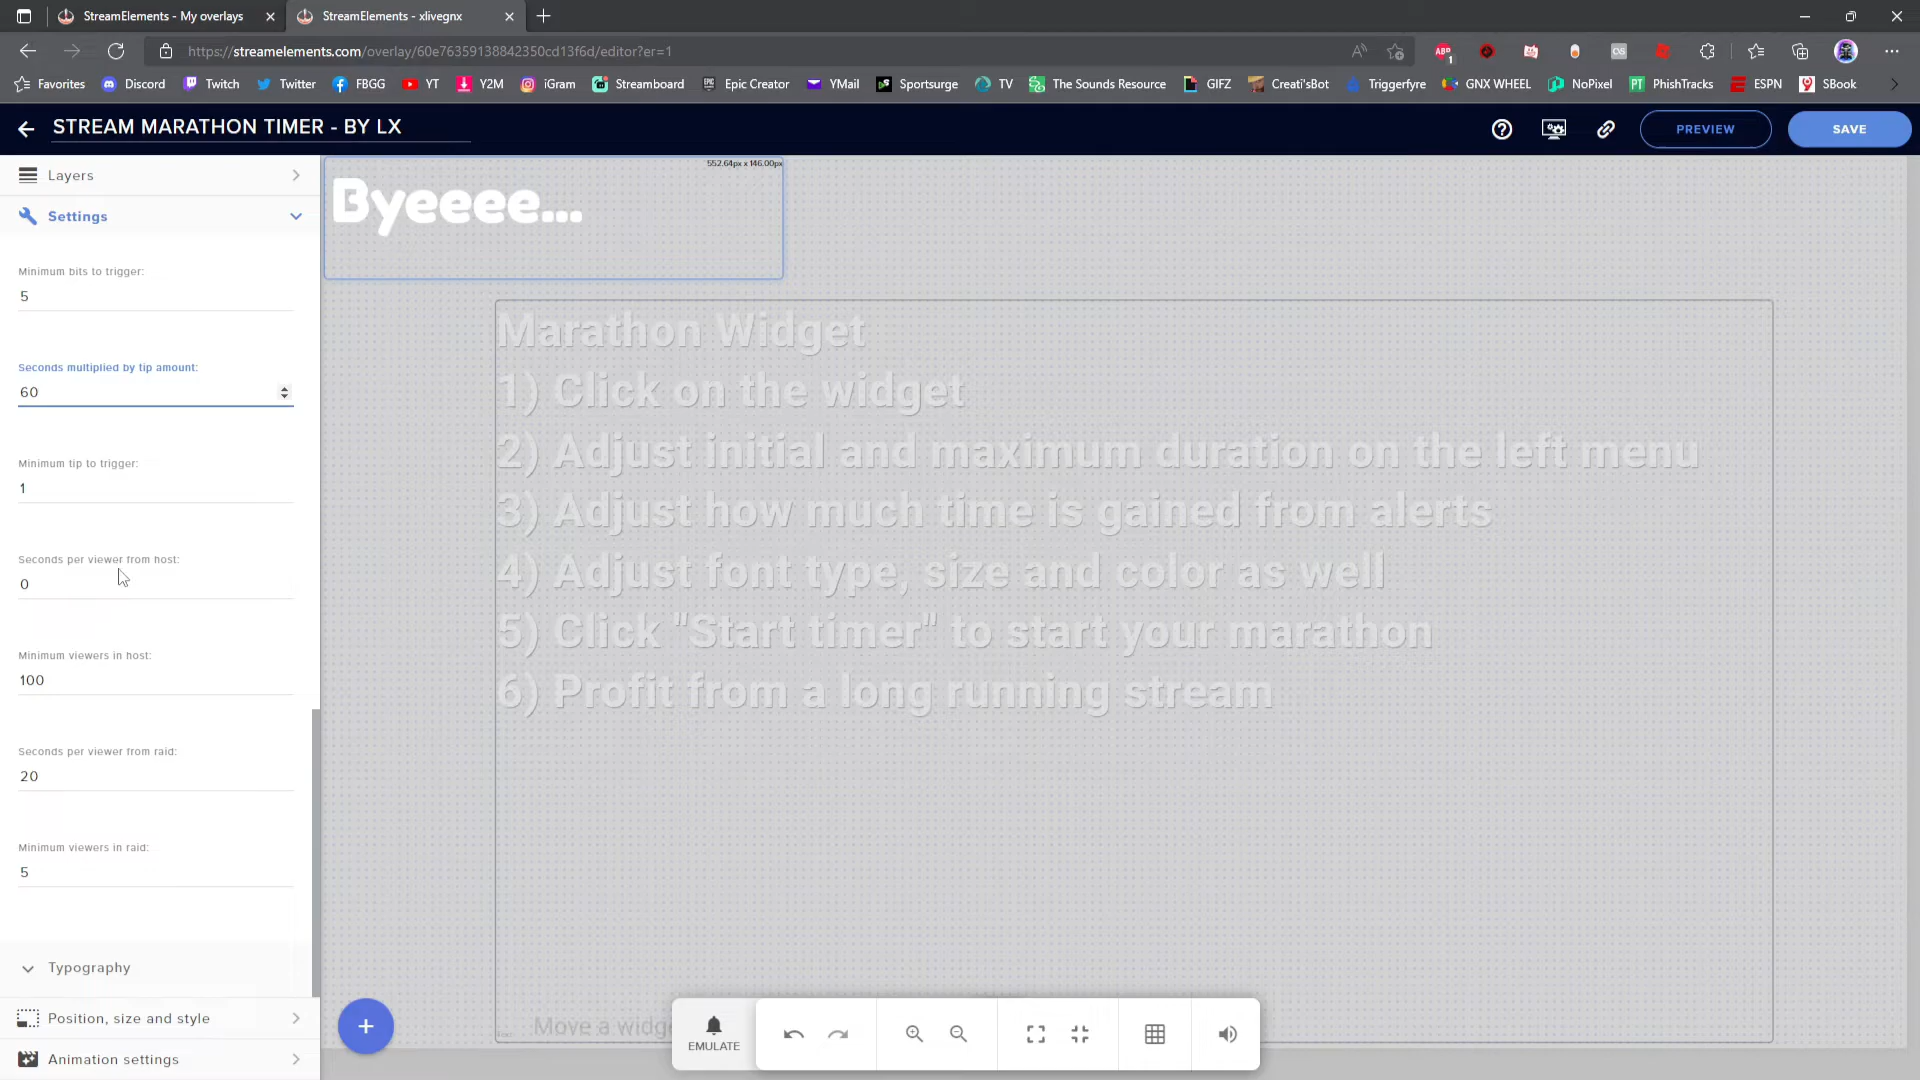 StreamElements - My overlays
StreamElements - xlivegnx
https://streamelements.com/overlay/60e76359138842350cd13f6d/editor?er=1
ABP
1
Favorites
Discord
Twitch
Twitter
FBGG
YT
Y2M
iGram
Streamboard
Epic Creator
YMail
Sportsurge
TV
The Sounds Resource
GIFZ
Creati'sBot
Triggerfyre
GNX WHEEL
NoPixel
PT
PhishTracks
ESPN
SBook
STREAM MARATHON TIMER - BY LX
PREVIEW
SAVE
Layers
Settings
Minimum bits to trigger:
5
Seconds multiplied by tip amount:
60
Minimum tip to trigger:
1
Seconds per viewer from host:
0
Minimum viewers in host:
100
Seconds per viewer from raid:
20
Minimum viewers in raid:
5
Typography
Position, size and style
Animation settings
552.64px x 146.00px
Byeeee...
Marathon Widget
1) Click on the widget
2) Adjust initial and maximum duration on the left menu
3) Adjust how much time is gained from alerts
4) Adjust font type, size and color as well
5) Click "Start timer" to start your marathon
6) Profit from a long running stream
Move a widge
EMULATE